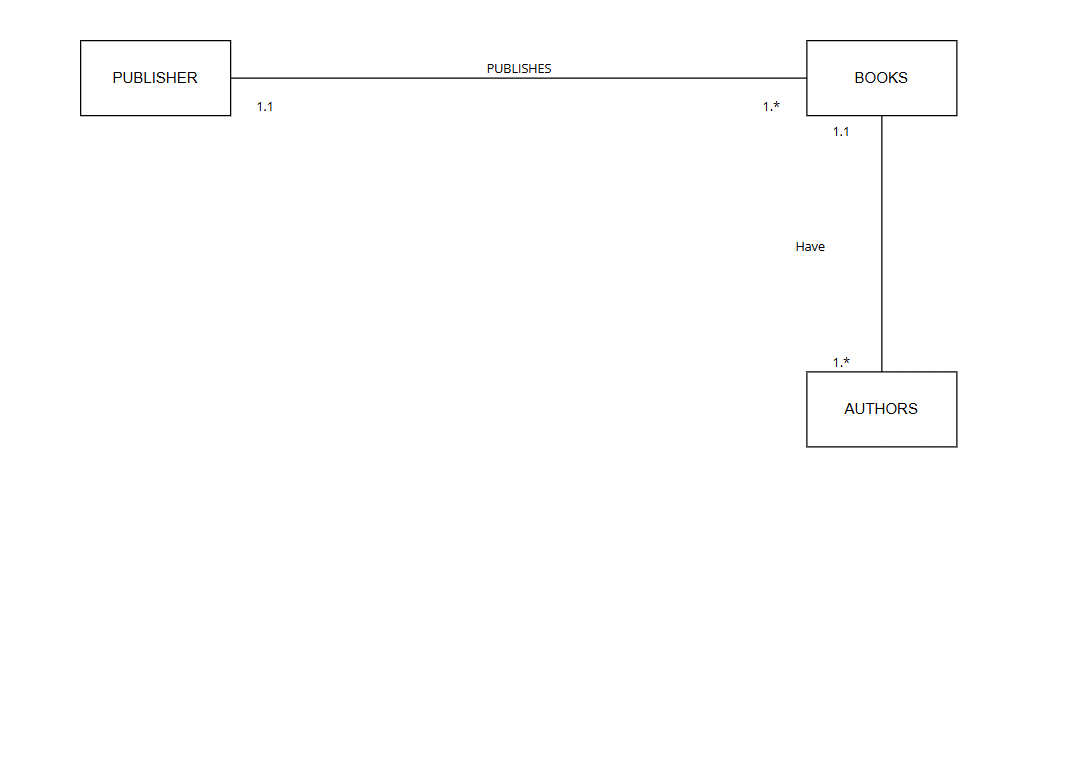 PUBLISHER
PUBLISHES
BOOKS
1.1
1.*
1.1
Have
1.*
AUTHORS